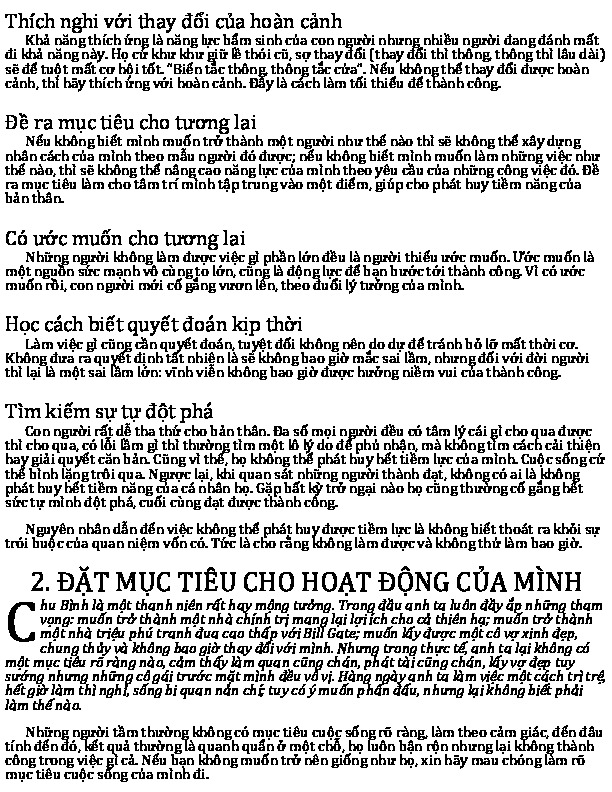 Thích nghi với thay đổi của hoàn cảnh
Khả năng thích ứng là năng lực bẩm sinh của con người nhưng nhiều người đang đánh mất
đi khả năng này. Họ cứ khư khư giữ lề thói cũ, sợ thay đổi (thay đổi thì thông, thông thì lâu dài)
sẽ để tuột mất cơ hội tốt. "Biến tắc thông, thông tắc cửa". Nếu không thể thay đổi được hoàn
cảnh, thì hãy thích ứng với hoàn cảnh. Đây là cách làm tối thiểu để thành công.
Đề ra mục tiêu cho tương lai
Nếu không biết mình muốn trở thành một người như thế nào thì sẽ không thể xây dựng
nhân cách của mình theo mẫu người đó được; nếu không biết mình muốn làm những việc như
thế nào, thì sẽ không thể nâng cao năng lực của mình theo yêu cầu của những công việc đó. Đề
ra mục tiêu làm cho tâm trí mình tập trung vào một điểm, giúp cho phát huy tiềm năng của
bản thân.
Có ước muốn cho tương lai
Những người không làm được việc gì phần lớn đều là người thiếu ước muốn. Ước muốn là
một nguồn sức mạnh vô cùng to lớn, cũng là động lực để bạn bước tới thành công. Vì có ước
muốn rồi, con người mới cố gắng vươn lên, theo đuổi lý tưởng của mình.
Học cách biết quyết đoán kịp thời
Làm việc gì cũng cần quyết đoán, tuyệt đối không nên do dự để tránh bỏ lỡ mất thời cơ.
Không đưa ra quyết định tất nhiên là sẽ không bao giờ mắc sai lầm, nhưng đối với đời người
thì lại là một sai lầm lớn: vĩnh viễn không bao giờ được hưởng niềm vui của thành công.
Tìm kiếm sự tự đột phá
Con người rất dễ tha thứ cho bản thân. Đa số mọi người đều có tâm lý cái gì cho qua được
thì cho qua, có lỗi lầm gì thì thường tìm một lô lý do để phủ nhận, mà không tìm cách cải thiện
hay giải quyết căn bản. Cũng vì thế, họ không thể phát huy hết tiềm lực của mình. Cuộc sống cứ
thế bình lặng trôi qua. Ngược lại, khi quan sát những người thành đạt, không có ai là không
phát huy hết tiềm năng của cá nhân họ. Gặp bất kỳ trở ngại nào họ cũng thường cố gắng hết
sức tự mình đột phá, cuối cùng đạt được thành công.
Nguyên nhân dẫn đến việc không thể phát huy được tiềm lực là không biết thoát ra khỏi sự
trói buộc của quan niệm vốn có. Tức là cho rằng không làm được và không thử làm bao giờ.
2. ĐẶT MỤC TIÊU CHO HOẠT ĐỘNG CỦA MÌNH
Chu Bình là một thanh niên rất hay mộng tưởng. Trong đầu anh ta luôn đầy ắp những tham
vọng: muốn trở thành một nhà chính trị mang lại lợi ích cho cả thiên hạ; muốn trở thành
một nhà triệu phú tranh đua cao thấp với Bill Gate; muốn lấy được một cô vợ xinh đẹp,
chung thủy và không bao giờ thay đổi với mình. Nhưng trong thực tế, anh ta lại không có
một mục tiêu rõ ràng nào, cảm thấy làm quan cũng chán, phát tài cũng chán, lấy vợ đẹp tuy
sướng nhưng những cô gái trước mặt mình đều vô vị. Hàng ngày anh ta làm việc một cách trì trệ,
hết giờ làm thì nghỉ, sống bi quan nản chí; tuy có ý muốn phấn đấu, nhưng lại không biết phải
làm thế nào.
Những người tầm thường không có mục tiêu cuộc sống rõ ràng, làm theo cảm giác, đến đâu
tính đến đó, kết quả thường là quanh quẩn ở một chỗ, họ luôn bận rộn nhưng lại không thành
công trong việc gì cả. Nếu bạn không muốn trở nên giống như họ, xin hãy mau chóng làm rõ
mục tiêu cuộc sống của mình đi.